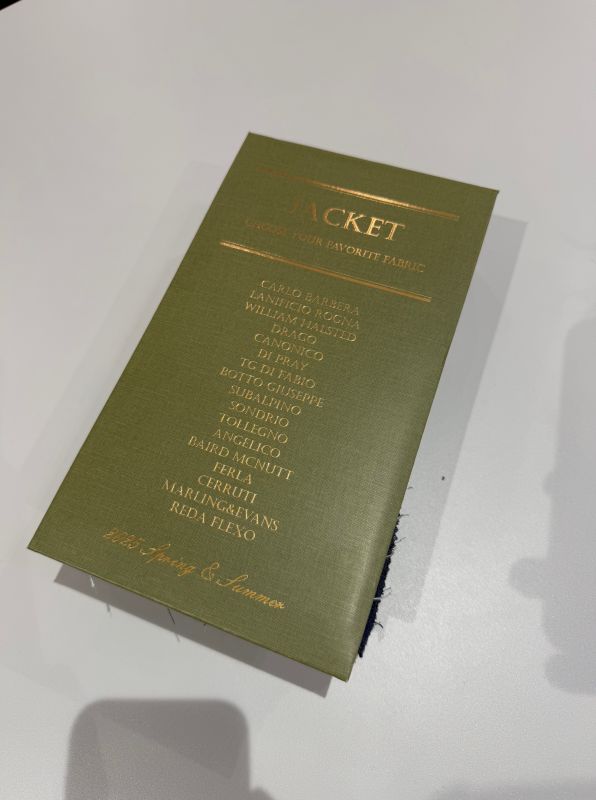 JACKET
CHOOSE YOUR FAVORITE FABRIC
CARLO BARBERA
LANIFICIO ROGNA
WILLIAM HALSTED
DRAGO
CANONICO
DI PRAY
TG DI FABIO
BOTTO GIUSEPPE
SUBALPINO
SONDRIO
TOLLEGNO
ANGELICO
BAIRD MCNUTT
FERLA
CERRUTI
MARLING&EVANS
REDA FLEXO
2025 Spring & Summer